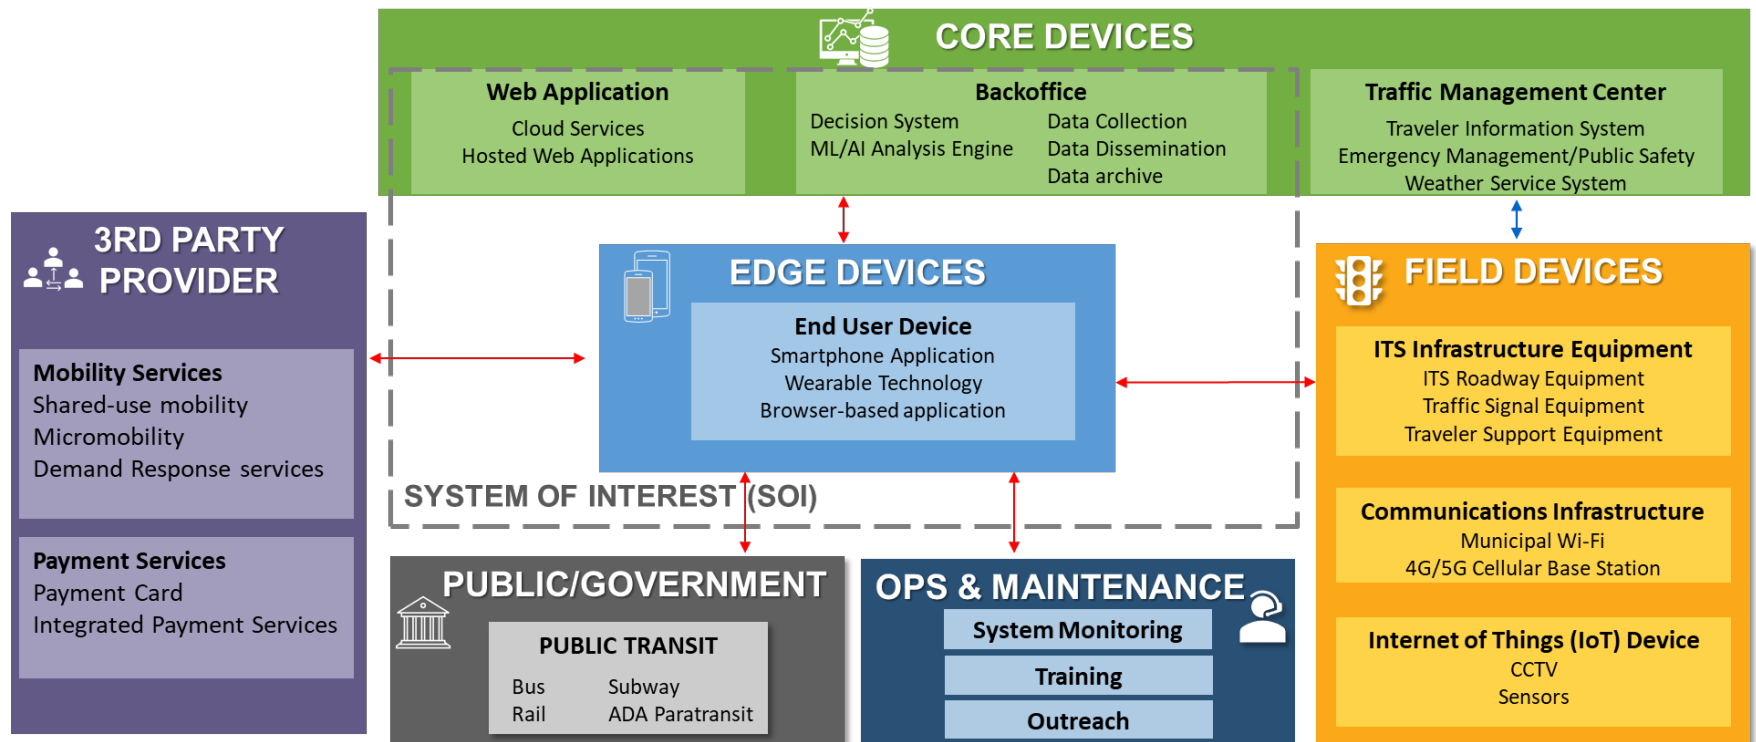 CORE DEVICES
Web Application
Cloud Services
Hosted Web Applications
Backoffice
Decision System
ML/AI Analysis Engine
Data Collection
Data Dissemination
Data archive
Traffic Management Center
Traveler Information System
Emergency Management/Public Safety
Weather Service System
3RD PARTY
PROVIDER
Mobility Services
Shared-use mobility
Micromobility
Demand Response services
Payment Services
Payment Card
Integrated Payment Services
EDGE DEVICES
End User Device
Smartphone Application
Wearable Technology
Browser-based application
SYSTEM OF INTEREST (SOI)
FIELD DEVICES
ITS Infrastructure Equipment
ITS Roadway Equipment
Traffic Signal Equipment
Traveler Support Equipment
Communications Infrastructure
Municipal Wi-Fi
4G/5G Cellular Base Station
Internet of Things (IoT) Device
CCTV
Sensors
PUBLIC/GOVERNMENT
PUBLIC TRANSIT
Bus
Rail
Subway
ADA Paratransit
OPS & MAINTENANCE
System Monitoring
Training
Outreach